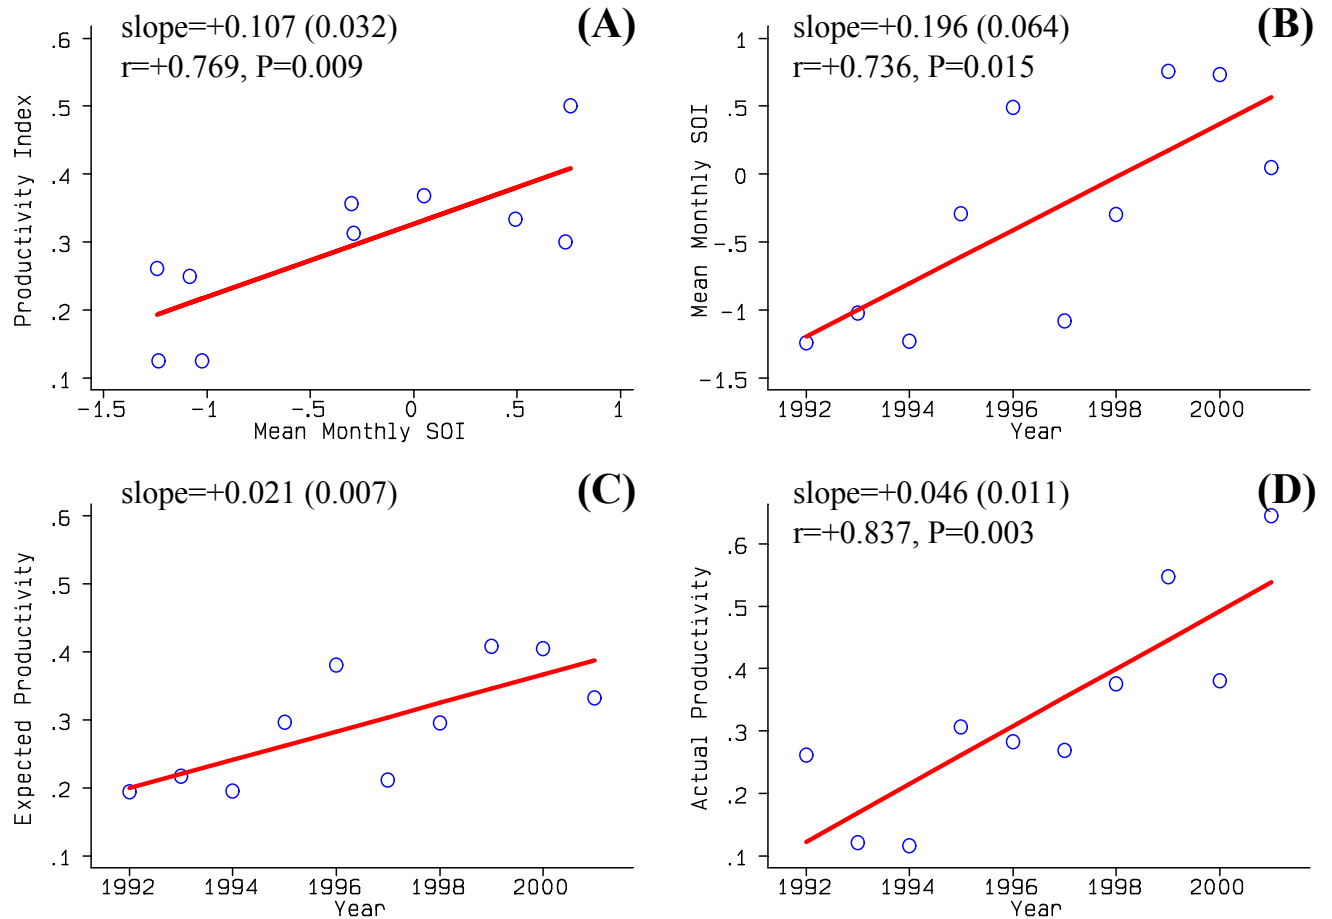 slope=+0.107 (0.032)
(A)
r=+0.769, P=0.009
.6
.5
.4
.3
.2
.1
Productivity Index
-1.5 -1 -.5 0 .5 1
Mean Monthly SOI
slope=+0.196 (0.064)
(B)
r=+0.736, P=0.015
1
.5
0
-.5
-1
-1.5
Mean Monthly SOI
1992 1994 1996 1998 2000
Year
slope=+0.021 (0.007)
(C)
.6
.5
.4
.3
.2
.1
Expected Productivity
1992 1994 1996 1998 2000
Year
slope=+0.046 (0.011)
(D)
r=+0.837, P=0.003
.6
.5
.4
.3
.2
.1
Actual Productivity
1992 1994 1996 1998 2000
Year